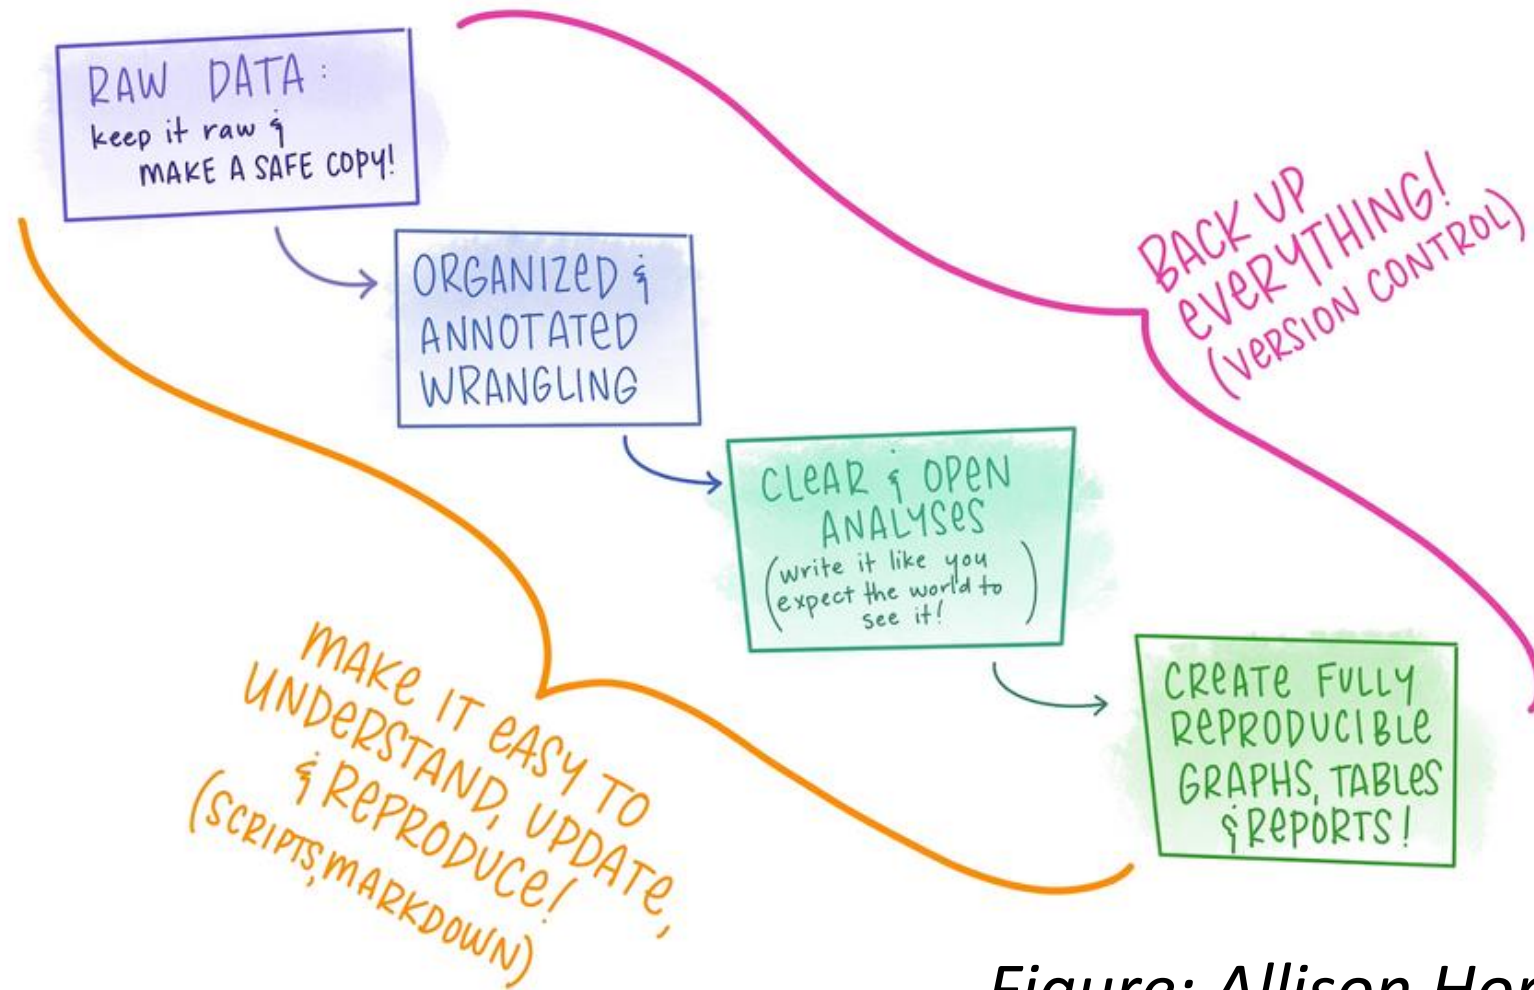 RAW DATA:
keep it raw &
MAKE A SAFE COPY!
ORGANIZED &
ANNOTATED
WRANGLING
CLEAR & OPEN
ANALYSES
(write it like you
expect the world to
see it!)
CREATE FULLY
REPRODUCIBLE
GRAPHS, TABLES
& REPORTS!
BACK UP
EVERYTHING!
(VERSION CONTROL)
MAKE IT EASY TO
UNDERSTAND, UPDATE,
& REPRODUCE!
(SCRIPTS, MARKDOWN)
Figure: Allison